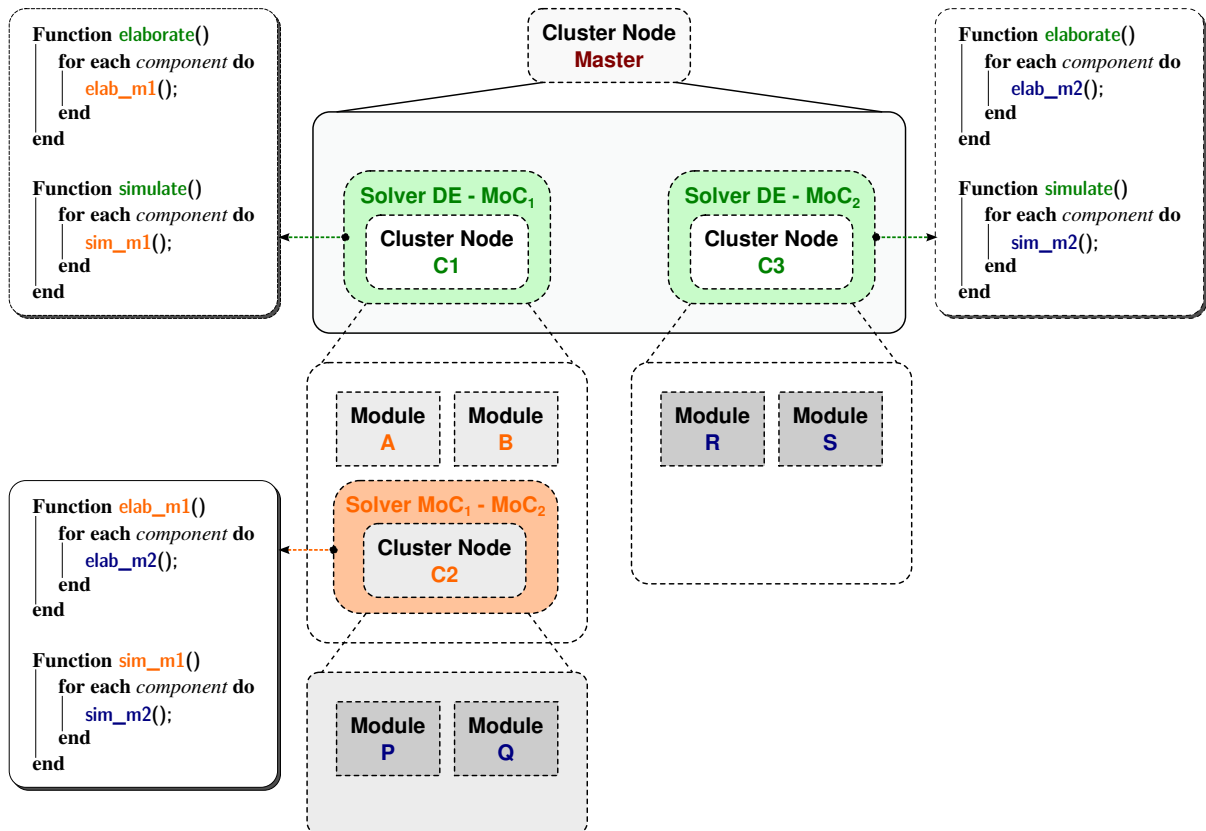 Function elaborate()
for each component do
elab_m1();
end
end
Function simulate()
for each component do
sim_m1();
end
end
Cluster Node
Master
Solver DE - MoC1
Cluster Node
C1
Solver DE - MoC2
Cluster Node
C3
Function elaborate()
for each component do
elab_m2();
end
end
Function simulate()
for each component do
sim_m2();
end
end
Module
A
Module
B
Module
R
Module
S
Solver MoC1 - MoC2
Cluster Node
C2
Function elab_m1()
for each component do
elab_m2();
end
end
Function sim_m1()
for each component do
sim_m2();
end
end
Module
P
Module
Q